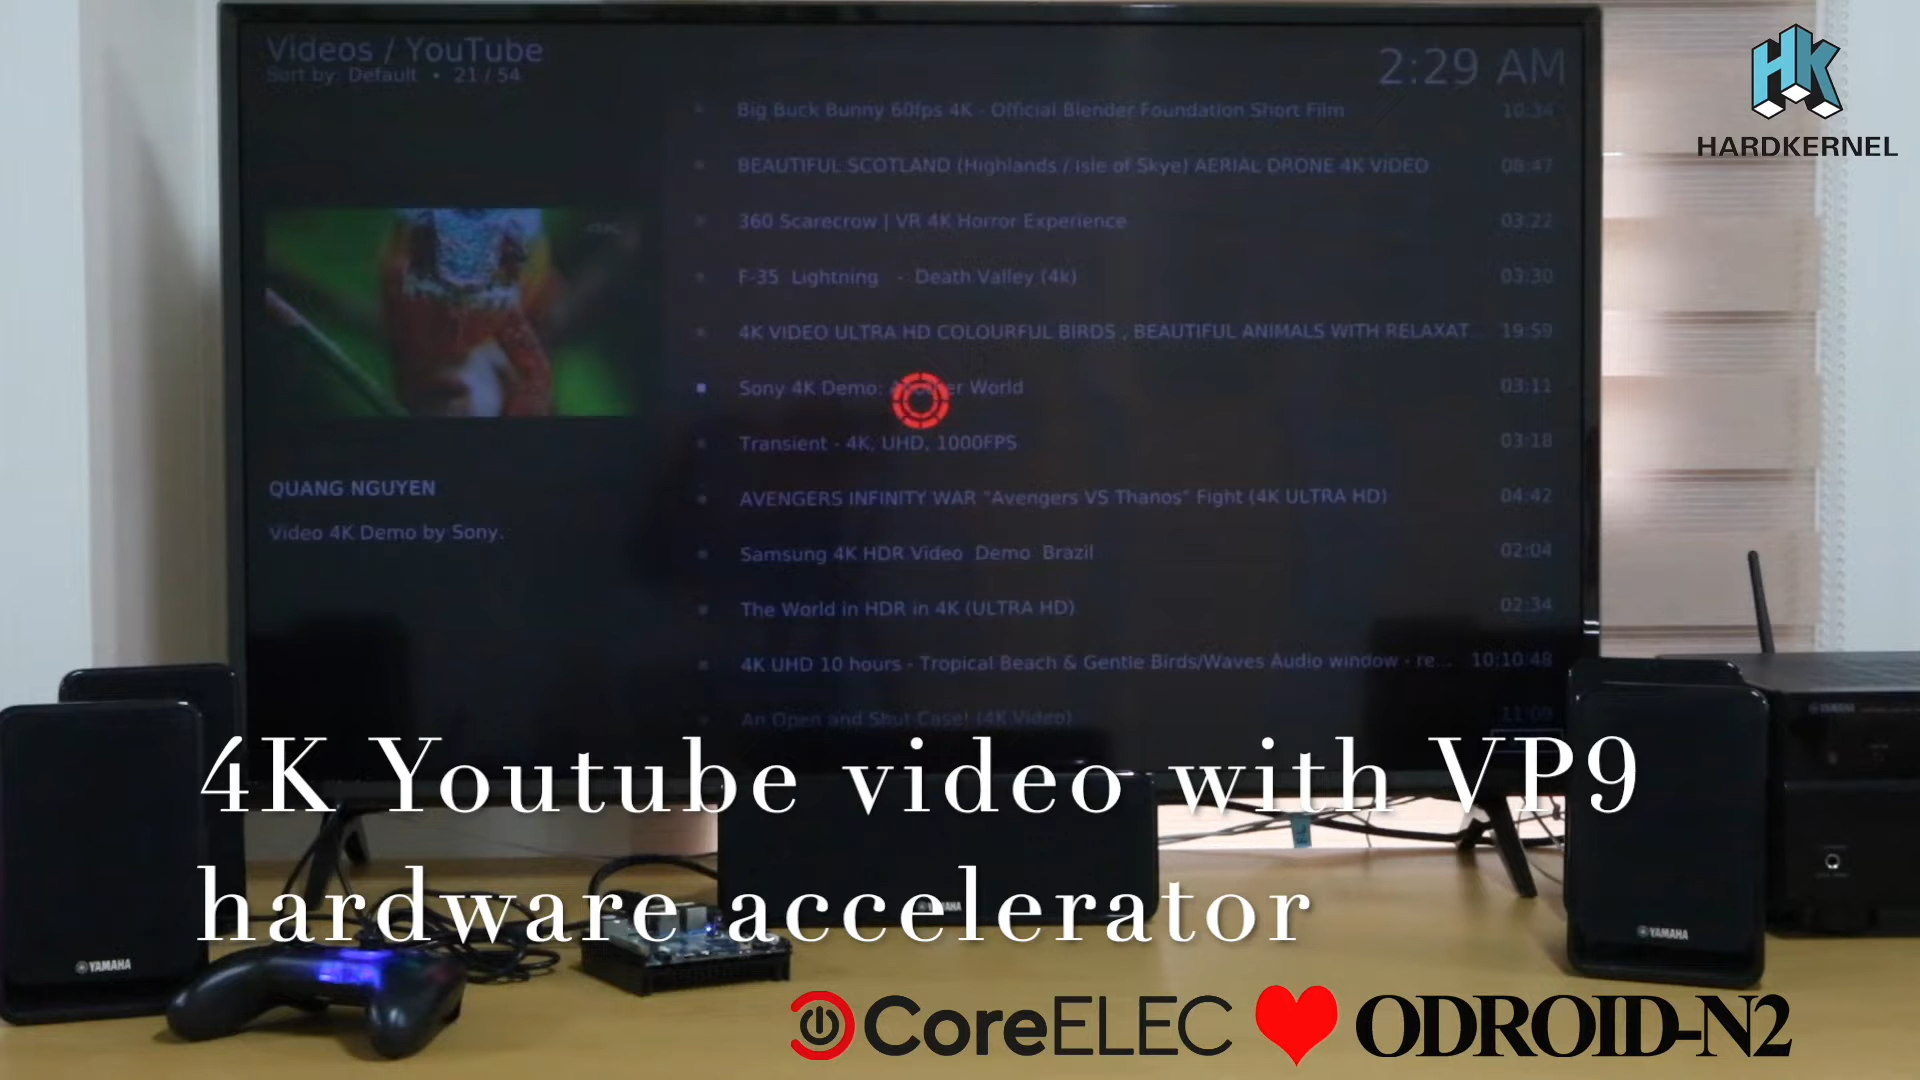 Videos / YouTube
Sort by: Default • 21 / 54
2:29 AM
HARDKERNEL
Big Buck Bunny 60fps 4K - Official Blender Foundation Short Film 10:34
BEAUTIFUL SCOTLAND (Highlands / Isle of Skye) AERIAL DRONE 4K VIDEO 08:47
360 Scarecrow | VR 4K Horror Experience 03:22
F-35 Lightning - Death Valley (4k) 03:30
4K VIDEO ULTRA HD COLOURFUL BIRDS , BEAUTIFUL ANIMALS WITH RELAXAT... 19:59
Sony 4K Demo: World 03:11
Transient - 4K, UHD, 1000FPS 03:18
AVENGERS INFINITY WAR "Avengers VS Thanos" Fight (4K ULTRA HD) 04:42
Samsung 4K HDR Video Demo Brazil 02:04
The World in HDR in 4K (ULTRA HD) 02:34
4K UHD 10 hours - Tropical Beach & Gentle Birds/Waves Audio window - re... 10:10:48
An Open and Shut Case! (4K Video) 11:00
QUANG NGUYEN
Video 4K Demo by Sony.
4K Youtube video with VP9
hardware accelerator
YAMAHA
YAMAHA
YAMAHA
CoreELEC ODROID-N2